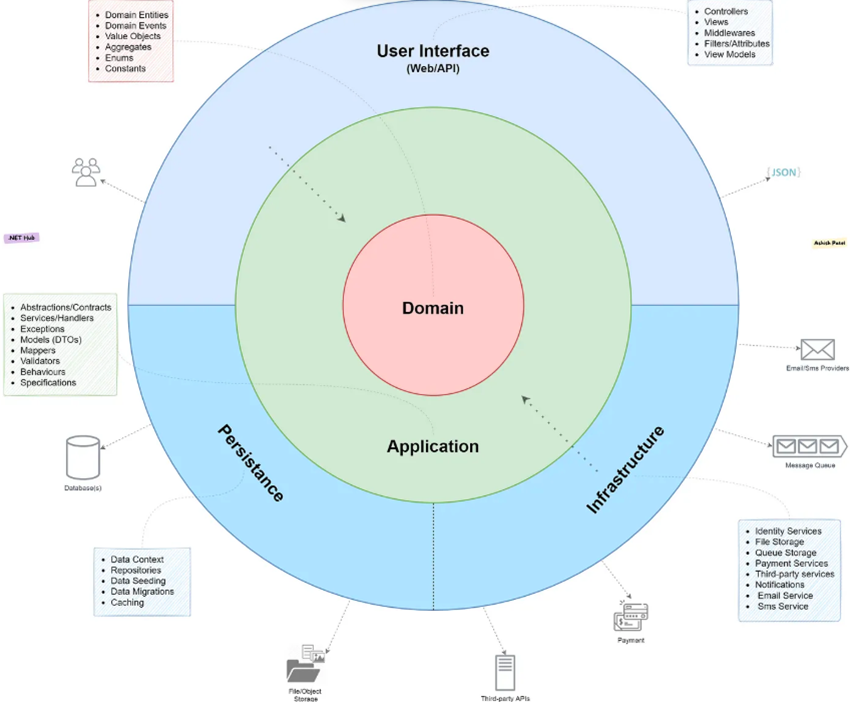 • Domain Entities
• Domain Events
• Value Objects
• Aggregates
• Enums
• Constants
User Interface
(Web/API)
• Controllers
• Views
• Middlewares
• Filters/Attributes
• View Models
{JSON}
.NET Hub
Ashish Patel
Domain
• Abstractions/Contracts
• Services/Handlers
• Exceptions
• Models (DTOs)
• Mappers
• Validators
• Behaviours
• Specifications
Email/Sms Providers
Application
Persistance
Infrastructure
Database(s)
Message Queue
• Data Context
• Repositories
• Data Seeding
• Data Migrations
• Caching
• Identity Services
• File Storage
• Queue Storage
• Payment Services
• Third-party services
• Notifications
• Email Service
• Sms Service
Payment
File/Object
Storage
Third-party APIs